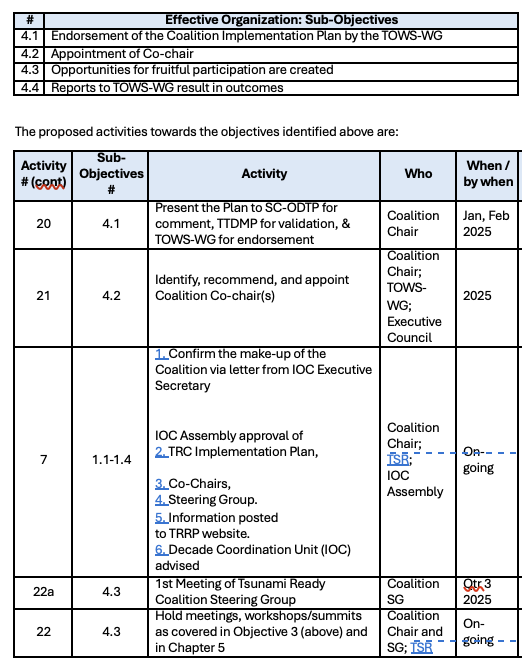 # Effective Organization: Sub-Objectives
4.1 Endorsement of the Coalition Implementation Plan by the TOWS-WG
4.2 Appointment of Co-chair
4.3 Opportunities for fruitful participation are created
4.4 Reports to TOWS-WG result in outcomes
The proposed activities towards the objectives identified above are:
Activity
# (cont)
Sub-
Objectives
#
Activity
Who
When /
by when
20
4.1
Present the Plan to SC-ODTP for
comment, TTDMP for validation, &
TOWS-WG for endorsement
Coalition
Chair
Jan, Feb
2025
21
4.2
Identify, recommend, and appoint
Coalition Co-chair(s)
Coalition
Chair;
TOWS-
WG;
Executive
Council
2025
7
1.1-1.4
1. Confirm the make-up of the
Coalition via letter from IOC Executive
Secretary
IOC Assembly approval of
2. TRC Implementation Plan,
3. Co-Chairs,
4. Steering Group.
5. Information posted
to TRRP website.
6. Decade Coordination Unit (IOC)
advised
Coalition
Chair;
TSR;
IOC
Assembly
On-
going
22a
4.3
1st Meeting of Tsunami Ready
Coalition Steering Group
Coalition
SG
Qtr 3
2025
22
4.3
Hold meetings, workshops/summits
as covered in Objective 3 (above) and
in Chapter 5
Coalition
Chair and
SG; TSR
On-
going